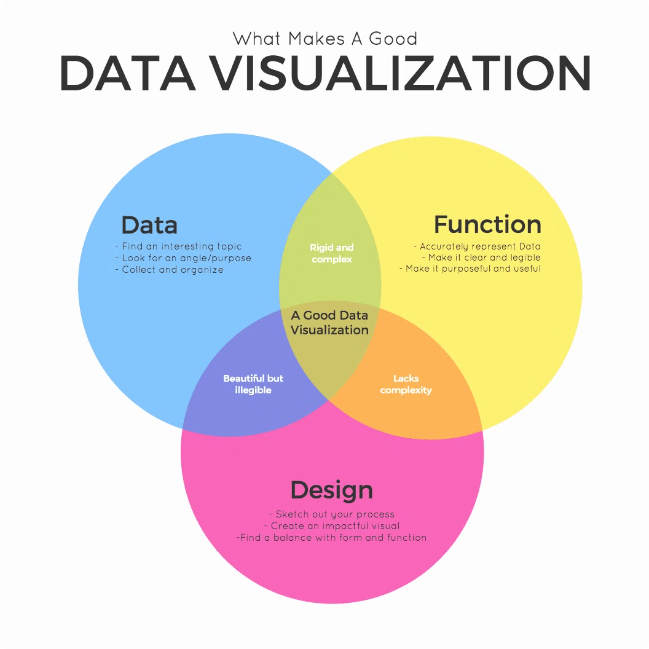 What Makes A Good
DATA VISUALIZATION
Data
- Find an interesting topic
- Look for an angle/purpose
- Collect and organize
Function
- Accurately represent Data
- Make it clear and legible
- Make it purposeful and useful
Rigid and
complex
A Good Data
Visualization
Beautiful but
illegible
Lacks
complexity
Design
- Sketch out your process
- Create an impactful visual
-Find a balance with form and function